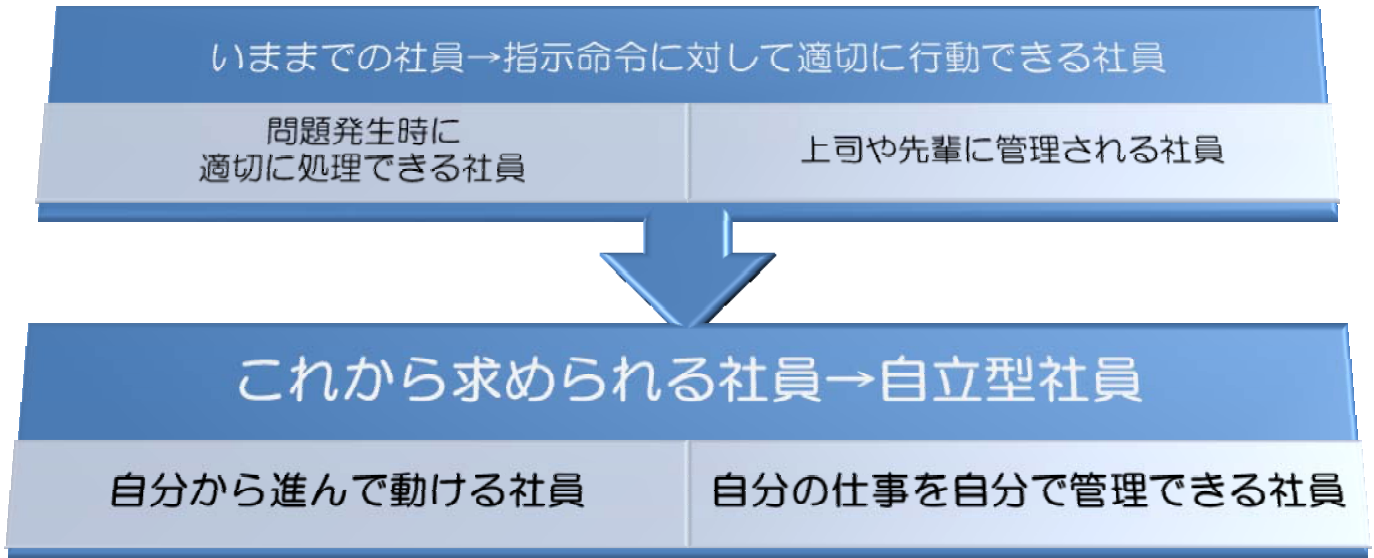 いままでの社員→指示命令に対して適切に行動できる社員
問題発生時に
適切に処理できる社員
上司や先輩に管理される社員
これから求められる社員→自立型社員
自分から進んで動ける社員
自分の仕事を自分で管理できる社員